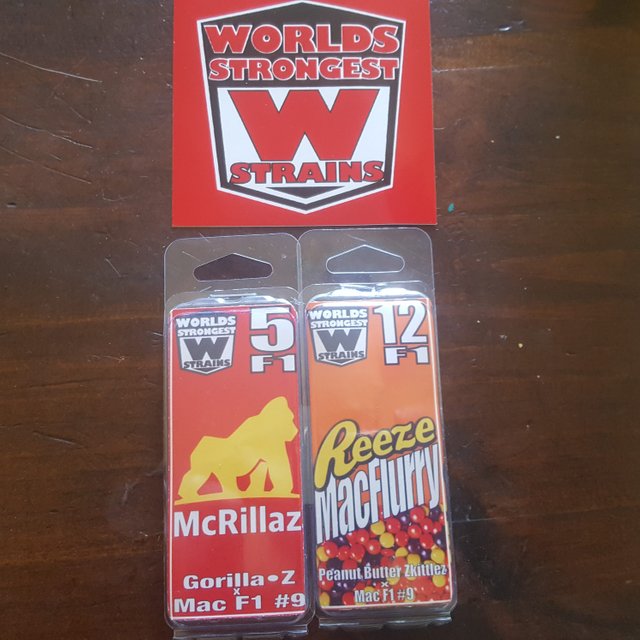 WORLDS
STRONGEST
W
STRAINS
WORLDS
STRONGEST
W
STRAINS
5
F1
McRillaz
Gorilla•Z
x
Mac F1 #9
WORLDS
STRONGEST
W
STRAINS
12
F1
Reeze
MacFlurry
Peanut Butter Zkittlez
x
Mac F1 #9